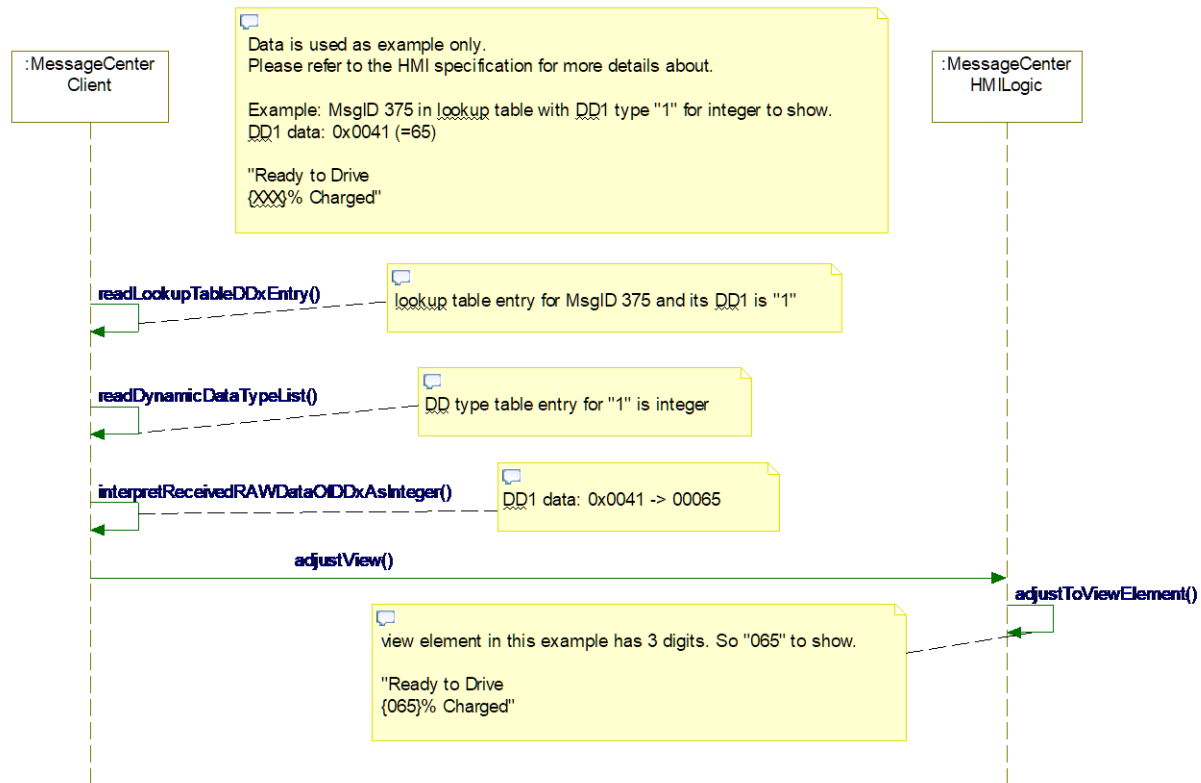 :MessageCenter
Client
Data is used as example only.
Please refer to the HMI specification for more details about.
Example: MsgID 375 in lookup table with DD1 type "1" for integer to show.
DD1 data: 0x0041 (=65)
"Ready to Drive
{XXX}% Charged"
:MessageCenter
HMILogic
readLookupTableDDxEntry()
lookup table entry for MsgID 375 and its DD1 is "1"
readDynamicDataTypeList()
DD type table entry for "1" is integer
interpretReceivedRAWDataOfDDxAsInteger()
DD1 data: 0x0041 -> 00065
adjustView()
adjustToViewElement()
view element in this example has 3 digits. So "065" to show.
"Ready to Drive
{065}% Charged"